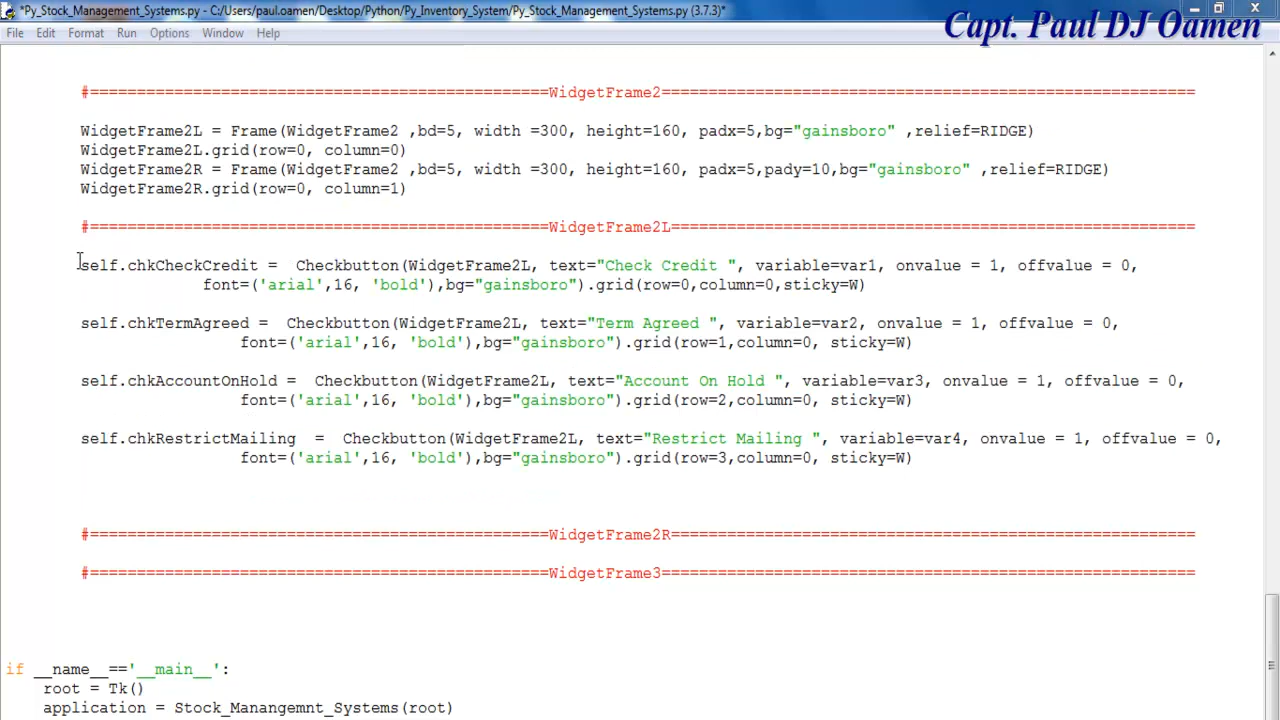 *Py_Stock_Management_Systems.py - C:/Users/paul.oamen/Desktop/Python/Py_Inventory_System/Py_Stock_Management_Systems.py (3.7.3)*
Capt. Paul DJ Oamen
File Edit Format Run Options Window Help
#=================================================WidgetFrame2=========================================================
WidgetFrame2L = Frame(WidgetFrame2 ,bd=5, width =300, height=160, padx=5,bg="gainsboro" ,relief=RIDGE)
WidgetFrame2L.grid(row=0, column=0)
WidgetFrame2R = Frame(WidgetFrame2 ,bd=5, width =300, height=160, padx=5,pady=10,bg="gainsboro" ,relief=RIDGE)
WidgetFrame2R.grid(row=0, column=1)
#=================================================WidgetFrame2L========================================================
self.chkCheckCredit =  Checkbutton(WidgetFrame2L, text="Check Credit ", variable=var1, onvalue = 1, offvalue = 0,
font=('arial',16, 'bold'),bg="gainsboro").grid(row=0,column=0,sticky=W)
self.chkTermAgreed =  Checkbutton(WidgetFrame2L, text="Term Agreed ", variable=var2, onvalue = 1, offvalue = 0,
font=('arial',16, 'bold'),bg="gainsboro").grid(row=1,column=0, sticky=W)
self.chkAccountOnHold =  Checkbutton(WidgetFrame2L, text="Account On Hold ", variable=var3, onvalue = 1, offvalue = 0,
font=('arial',16, 'bold'),bg="gainsboro").grid(row=2,column=0, sticky=W)
self.chkRestrictMailing  =  Checkbutton(WidgetFrame2L, text="Restrict Mailing ", variable=var4, onvalue = 1, offvalue = 0,
font=('arial',16, 'bold'),bg="gainsboro").grid(row=3,column=0, sticky=W)
#=================================================WidgetFrame2R========================================================
#=================================================WidgetFrame3=========================================================
if __name__=='__main__':
root = Tk()
application = Stock_Manangemnt_Systems(root)